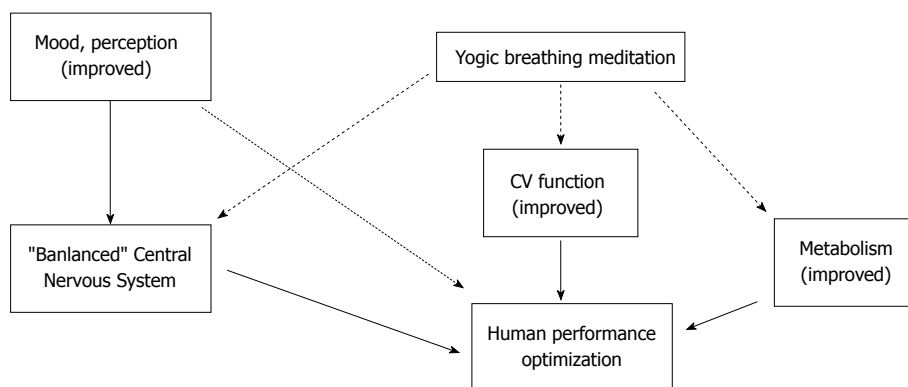 Mood, perception
(improved)
Yogic breathing meditation
CV function
(improved)
"Banlanced" Central
Nervous System
Metabolism
(improved)
Human performance
optimization